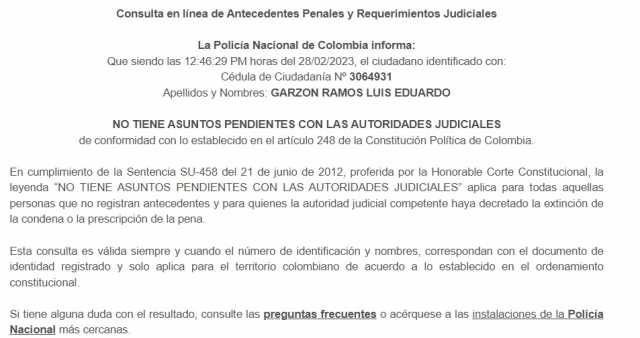 Consulta en línea de Antecedentes Penales y Requerimientos Judiciales
La Policía Nacional de Colombia informa:
Que siendo las 12:46:29 PM horas del 28/02/2023, el ciudadano identificado con:
Cédula de Ciudadanía Nº 3064931
Apellidos y Nombres: GARZON RAMOS LUIS EDUARDO
NO TIENE ASUNTOS PENDIENTES CON LAS AUTORIDADES JUDICIALES
de conformidad con lo establecido en el artículo 248 de la Constitución Política de Colombia.
En cumplimiento de la Sentencia SU-458 del 21 de junio de 2012, proferida por la Honorable Corte Constitucional, la
leyenda “NO TIENE ASUNTOS PENDIENTES CON LAS AUTORIDADES JUDICIALES” aplica para todas aquellas
personas que no registran antecedentes y para quienes la autoridad judicial competente haya decretado la extinción de
la condena o la prescripción de la pena.
Esta consulta es válida siempre y cuando el número de identificación y nombres, correspondan con el documento de
identidad registrado y solo aplica para el territorio colombiano de acuerdo a lo establecido en el ordenamiento
constitucional.
Si tiene alguna duda con el resultado, consulte las preguntas frecuentes o acérquese a las instalaciones de la Policía
Nacional más cercanas.